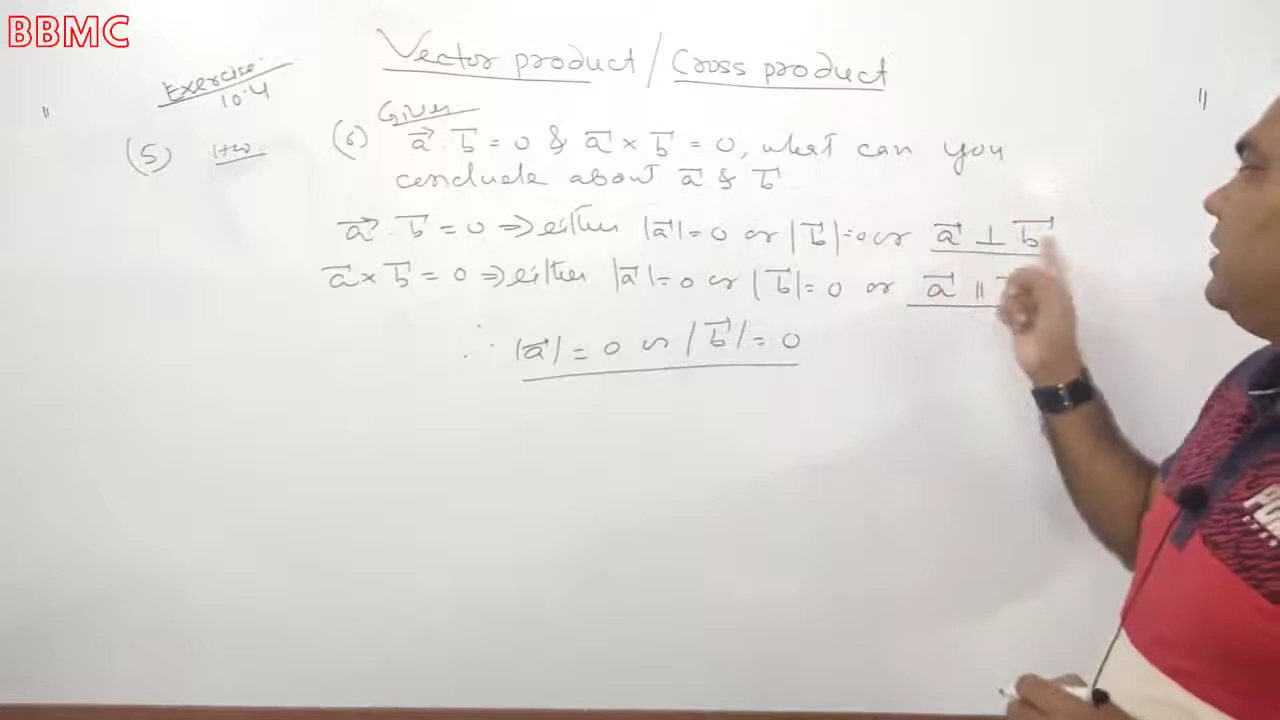 BBMC
Vector product / Cross product
Exercise
10.4
(5) H.W
(6) Given
a⃗ . b⃗ = 0 & a⃗ × b⃗ = 0, what can you
conclude about a⃗ & b⃗
a⃗ . b⃗ = 0 ⇒ either |a⃗| = 0 or |b⃗| = 0 or a⃗ ⊥ b⃗
a⃗ × b⃗ = 0 ⇒ either |a⃗| = 0 or |b⃗| = 0 or a⃗ ||
∴ |a⃗| = 0 or |b⃗| = 0